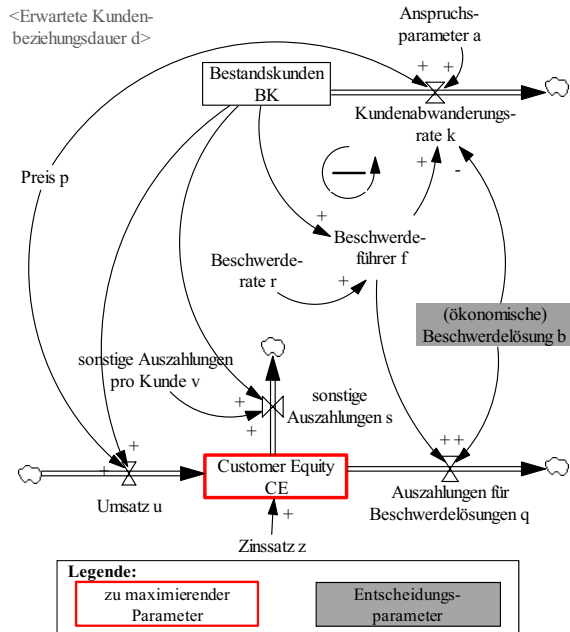 <Erwartete Kunden-
beziehungsdauer d>
Anspruchs-
parameter a
+ +
Bestandskunden
BK
Kundenabwanderungs-
rate k
+
-
Preis p
+
Beschwerde-
führer f
Beschwerde-
rate r
+
(ökonomische)
Beschwerdelösung b
sonstige Auszahlungen
pro Kunde v
sonstige
Auszahlungen s
+
+
+
+
+
++
Customer Equity
CE
Umsatz u
Auszahlungen für
Beschwerdelösungen q
+
Zinssatz z
Legende:
zu maximierender
Parameter
Entscheidungs-
parameter